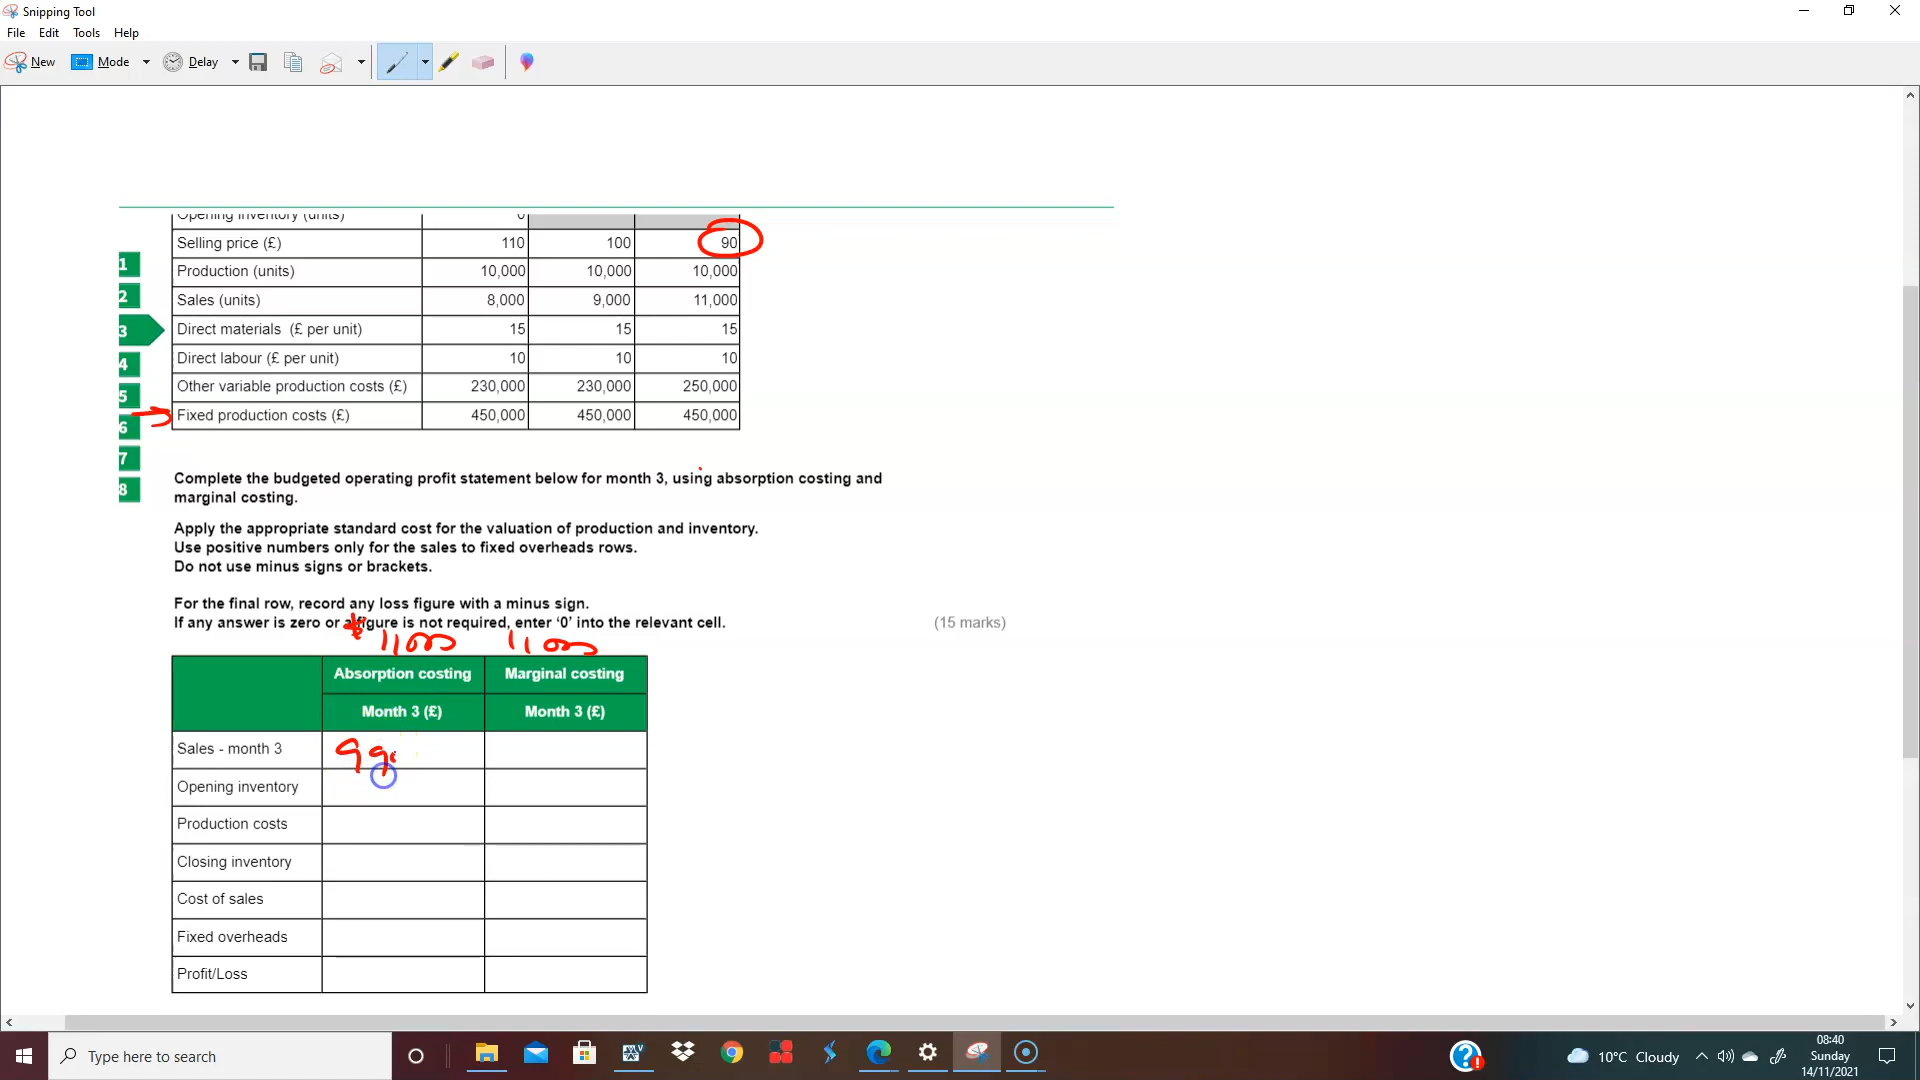 Snipping Tool
File Edit Tools Help
New Mode Delay
Opening inventory (units) 0
Selling price (£) 110 100 90
Production (units) 10,000 10,000 10,000
Sales (units) 8,000 9,000 11,000
Direct materials (£ per unit) 15 15 15
Direct labour (£ per unit) 10 10 10
Other variable production costs (£) 230,000 230,000 250,000
Fixed production costs (£) 450,000 450,000 450,000
1
2
3
4
5
6
7
8
Complete the budgeted operating profit statement below for month 3, using absorption costing and
marginal costing.
Apply the appropriate standard cost for the valuation of production and inventory.
Use positive numbers only for the sales to fixed overheads rows.
Do not use minus signs or brackets.
For the final row, record any loss figure with a minus sign.
If any answer is zero or a figure is not required, enter ‘0’ into the relevant cell.
(15 marks)
11000 11000
Absorption costing Marginal costing
Month 3 (£) Month 3 (£)
Sales - month 3 99
Opening inventory
Production costs
Closing inventory
Cost of sales
Fixed overheads
Profit/Loss
Type here to search
10°C Cloudy
08:40
Sunday
14/11/2021